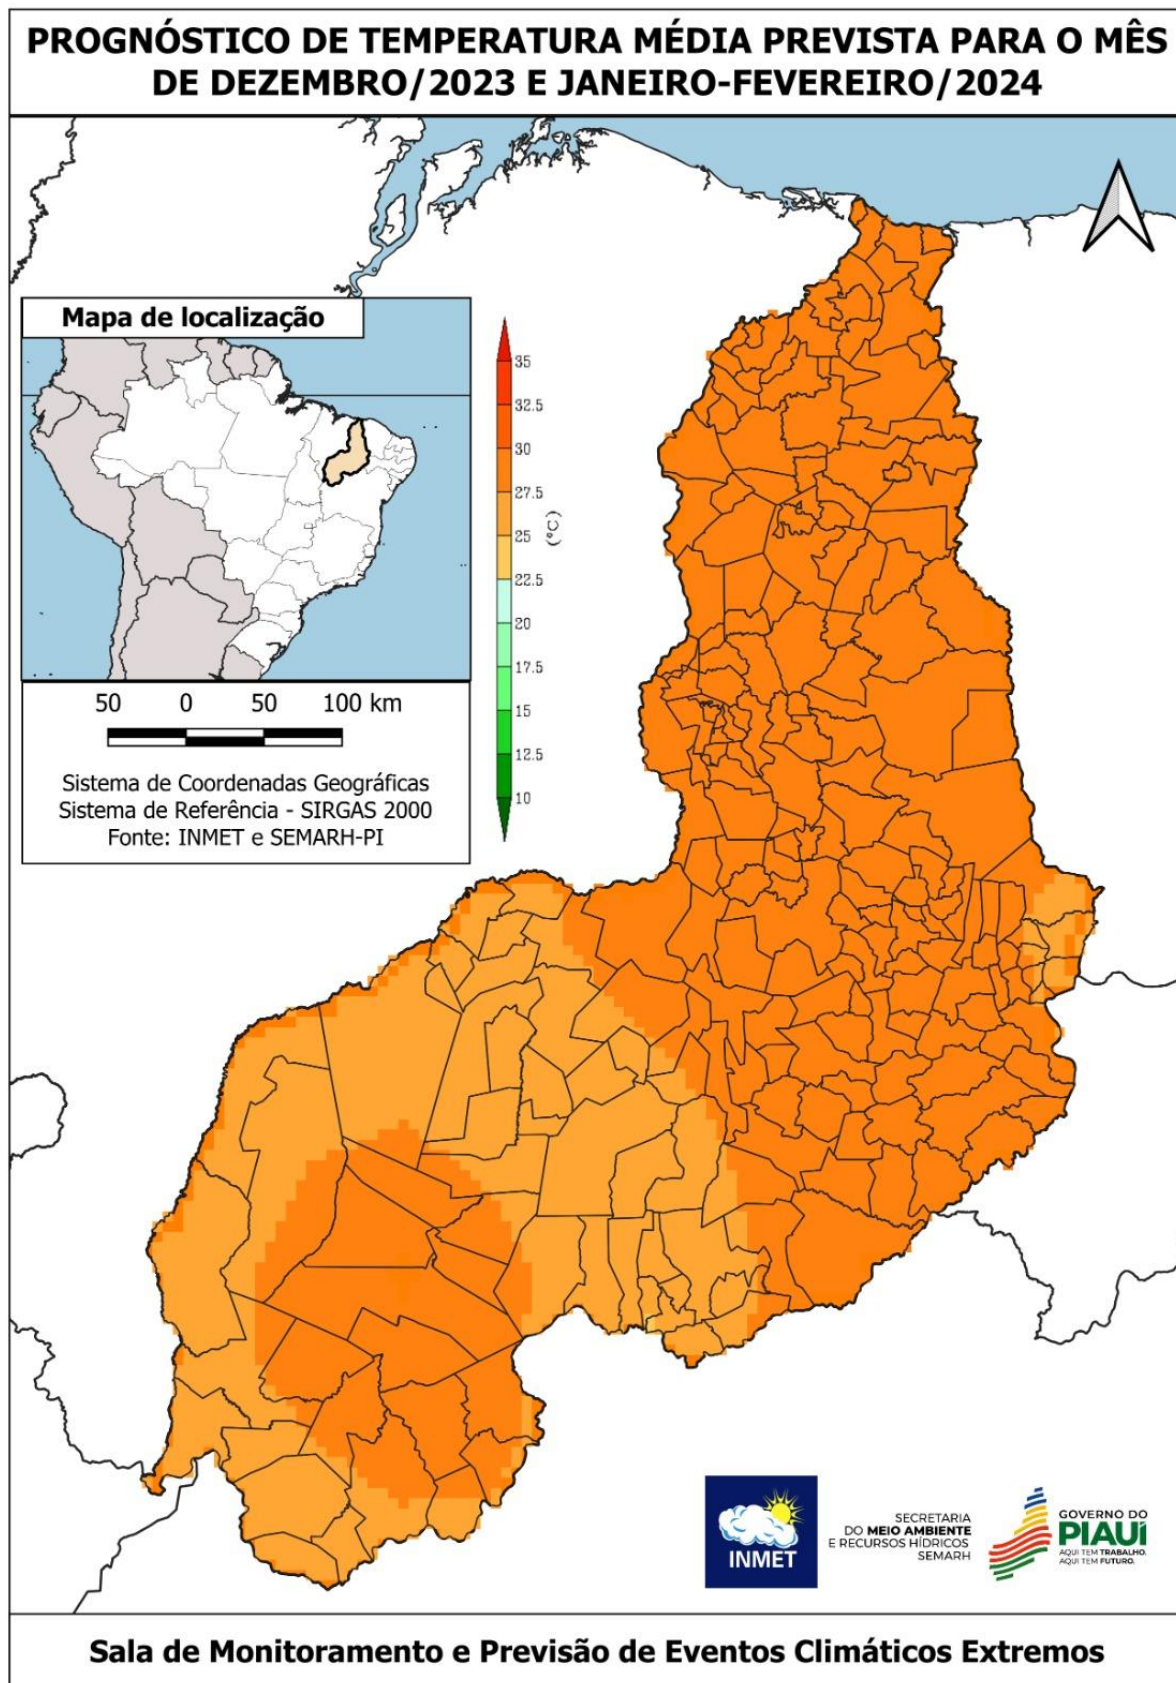 PROGNÓSTICO DE TEMPERATURA MÉDIA PREVISTA PARA O MÊS
DE DEZEMBRO/2023 E JANEIRO-FEVEREIRO/2024
Mapa de localização
50 0 50 100 km
Sistema de Coordenadas Geográficas
Sistema de Referência - SIRGAS 2000
Fonte: INMET e SEMARH-PI
35
32.5
30
27.5
25
22.5
20
17.5
15
12.5
10
(°C)
INMET
SECRETARIA
DO MEIO AMBIENTE
E RECURSOS HÍDRICOS
SEMARH
GOVERNO DO
PIAUÍ
AQUI TEM TRABALHO.
AQUI TEM FUTURO.
Sala de Monitoramento e Previsão de Eventos Climáticos Extremos